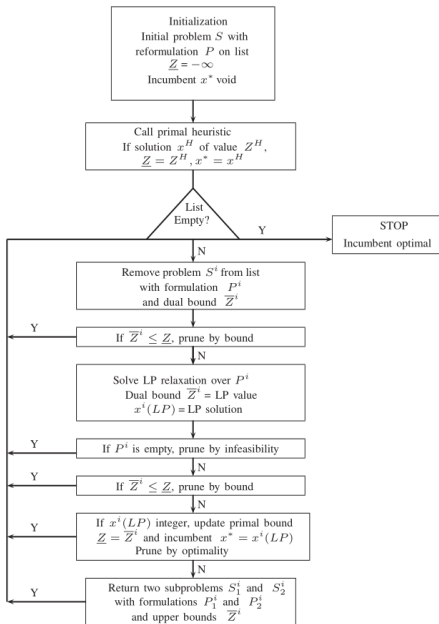 Initialization
Initial problem S with
reformulation P on list
Z̲ = −∞
Incumbent x* void
Call primal heuristic
If solution x^H of value Z^H,
Z̲ = Z^H, x* = x^H
List
Empty?
Y
STOP
Incumbent optimal
N
Remove problem S^i from list
with formulation P^i
and dual bound Z̅^i
Y
If Z̅^i ≤ Z̲, prune by bound
N
Solve LP relaxation over P^i
Dual bound Z̅^i = LP value
x^i(LP) = LP solution
Y
If P^i is empty, prune by infeasibility
N
Y
If Z̅^i ≤ Z̲, prune by bound
N
Y
If x^i(LP) integer, update primal bound
Z̲ = Z̅^i and incumbent x* = x^i(LP)
Prune by optimality
N
Y
Return two subproblems S_1^i and S_2^i
with formulations P_1^i and P_2^i
and upper bounds Z̅^i